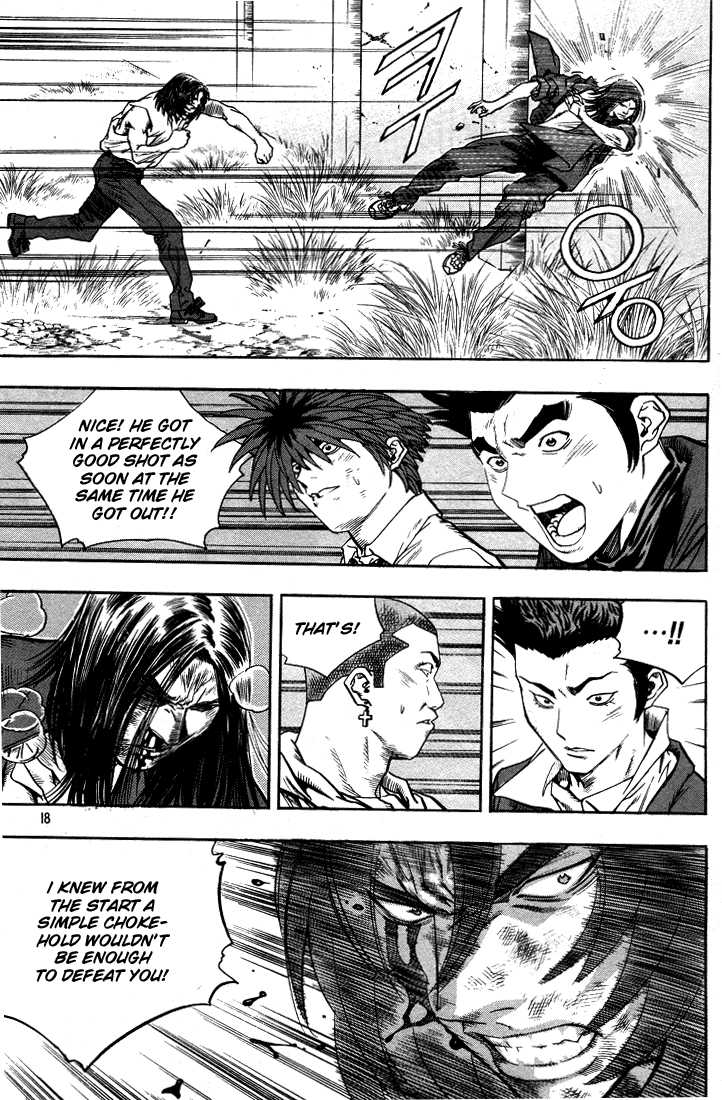 NICE! HE GOT
IN A PERFECTLY
GOOD SHOT AS
SOON AT THE
SAME TIME HE
GOT OUT!!
...!!
THAT'S!
18
I KNEW FROM
THE START A
SIMPLE CHOKE-
HOLD WOULDN'T
BE ENOUGH
TO DEFEAT YOU!